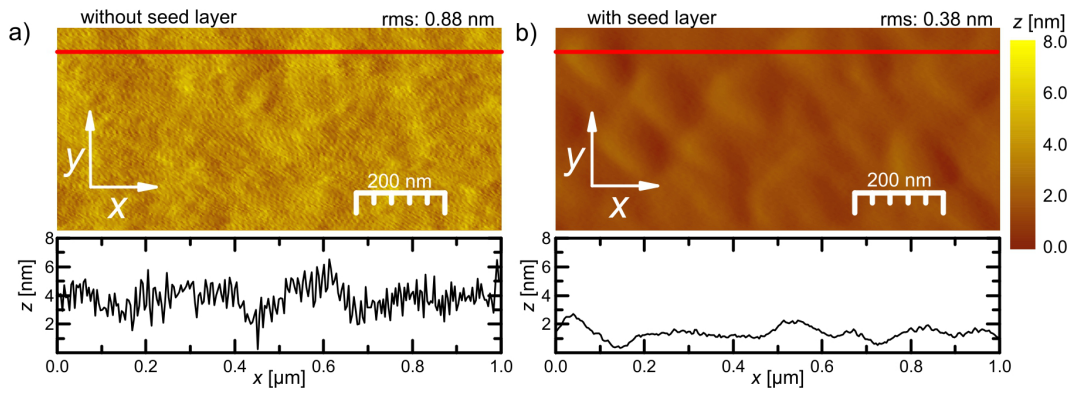 without seed layer rms: 0.88 nm
with seed layer rms: 0.38 nm
z [nm]
a)
b)
8.0
6.0
4.0
2.0
0.0
y
x
200 nm
y
x
200 nm
8
6
4
2
z [nm]
0.0 0.2 0.4 0.6 0.8 1.0
x [µm]
8
6
4
2
z [nm]
0.0 0.2 0.4 0.6 0.8 1.0
x [µm]